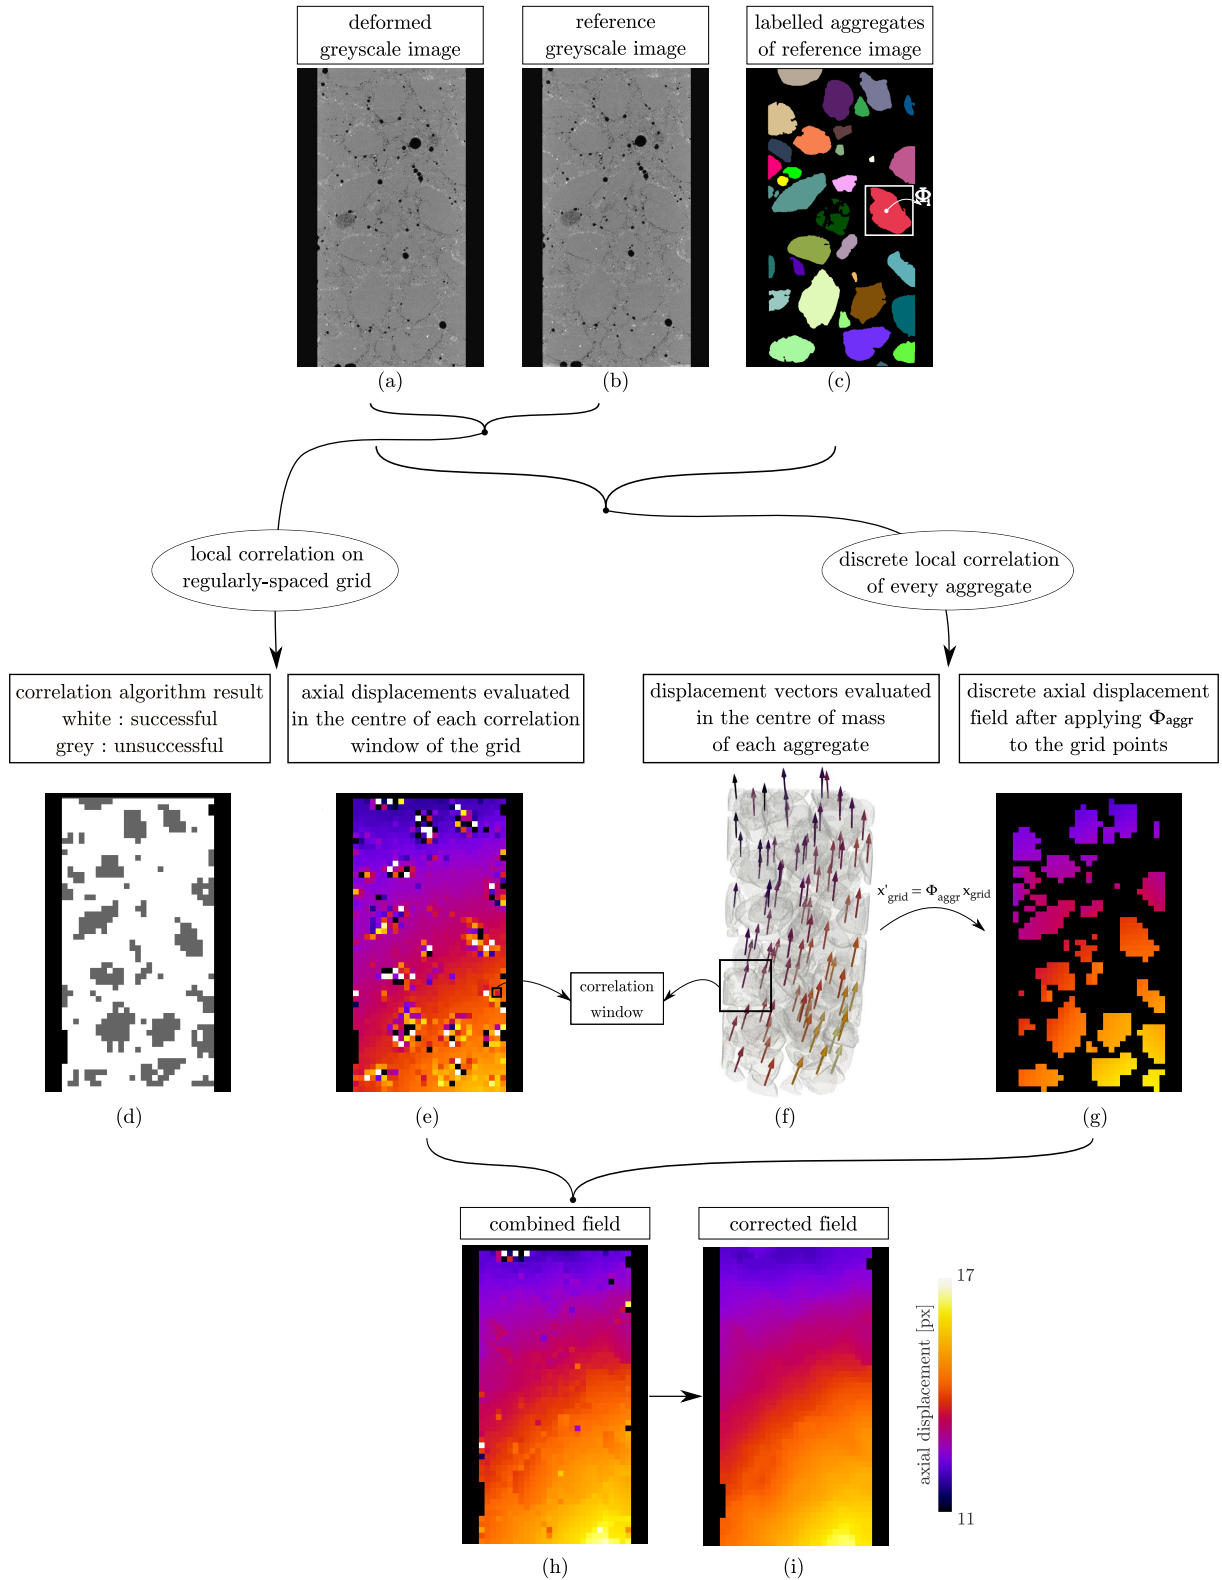 deformed
greyscale image
reference
greyscale image
labelled aggregates
of reference image
Φ
(a)
(b)
(c)
local correlation on
regularly-spaced grid
discrete local correlation
of every aggregate
correlation algorithm result
white : successful
grey : unsuccessful
axial displacements evaluated
in the centre of each correlation
window of the grid
displacement vectors evaluated
in the centre of mass
of each aggregate
discrete axial displacement
field after applying Φaggr
to the grid points
x'grid = Φaggr xgrid
correlation
window
(d)
(e)
(f)
(g)
combined field
corrected field
17
axial displacement [px]
11
(h)
(i)